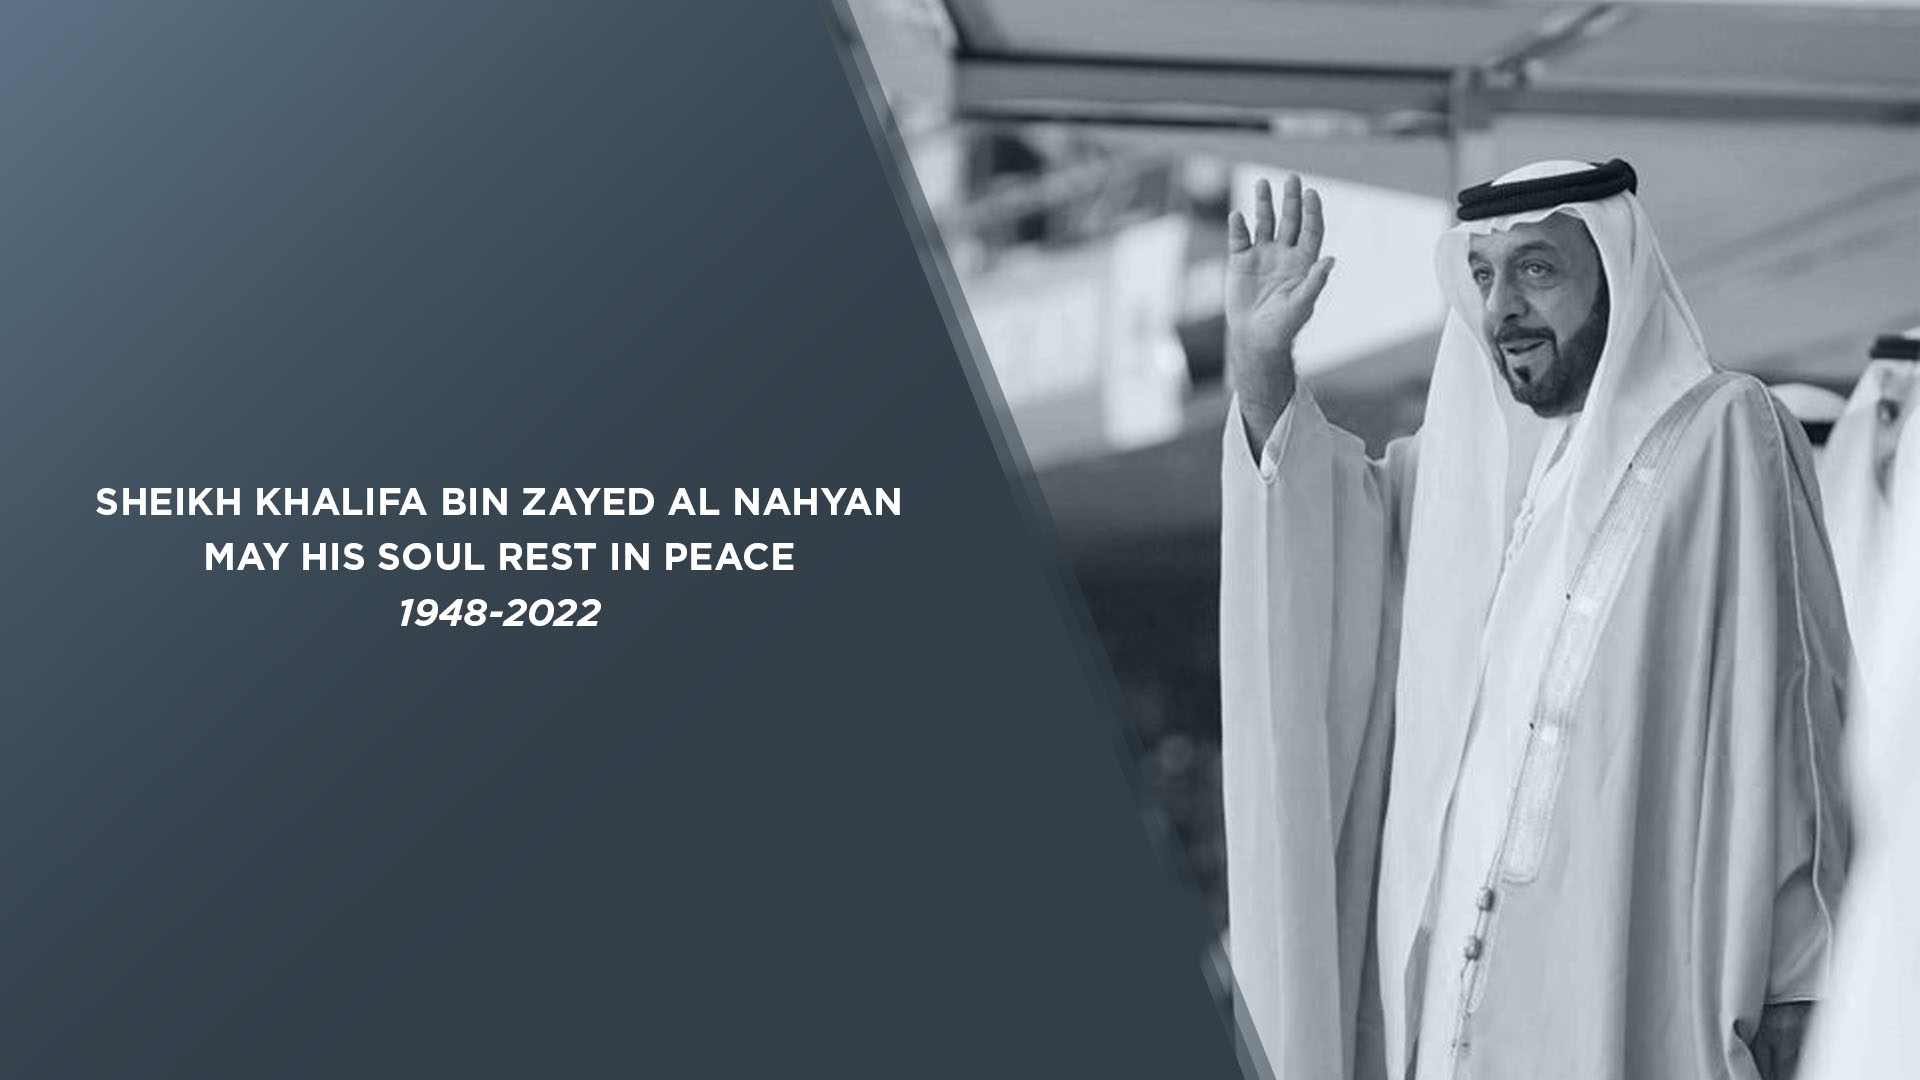 SHEIKH KHALIFA BIN ZAYED AL NAHYAN
MAY HIS SOUL REST IN PEACE
1948-2022